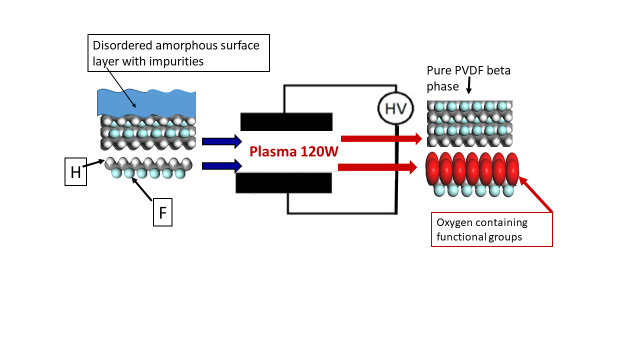 Disordered amorphous surface
layer with impurities
Pure PVDF beta
phase
HV
Plasma 120W
H
F
Oxygen containing
functional groups